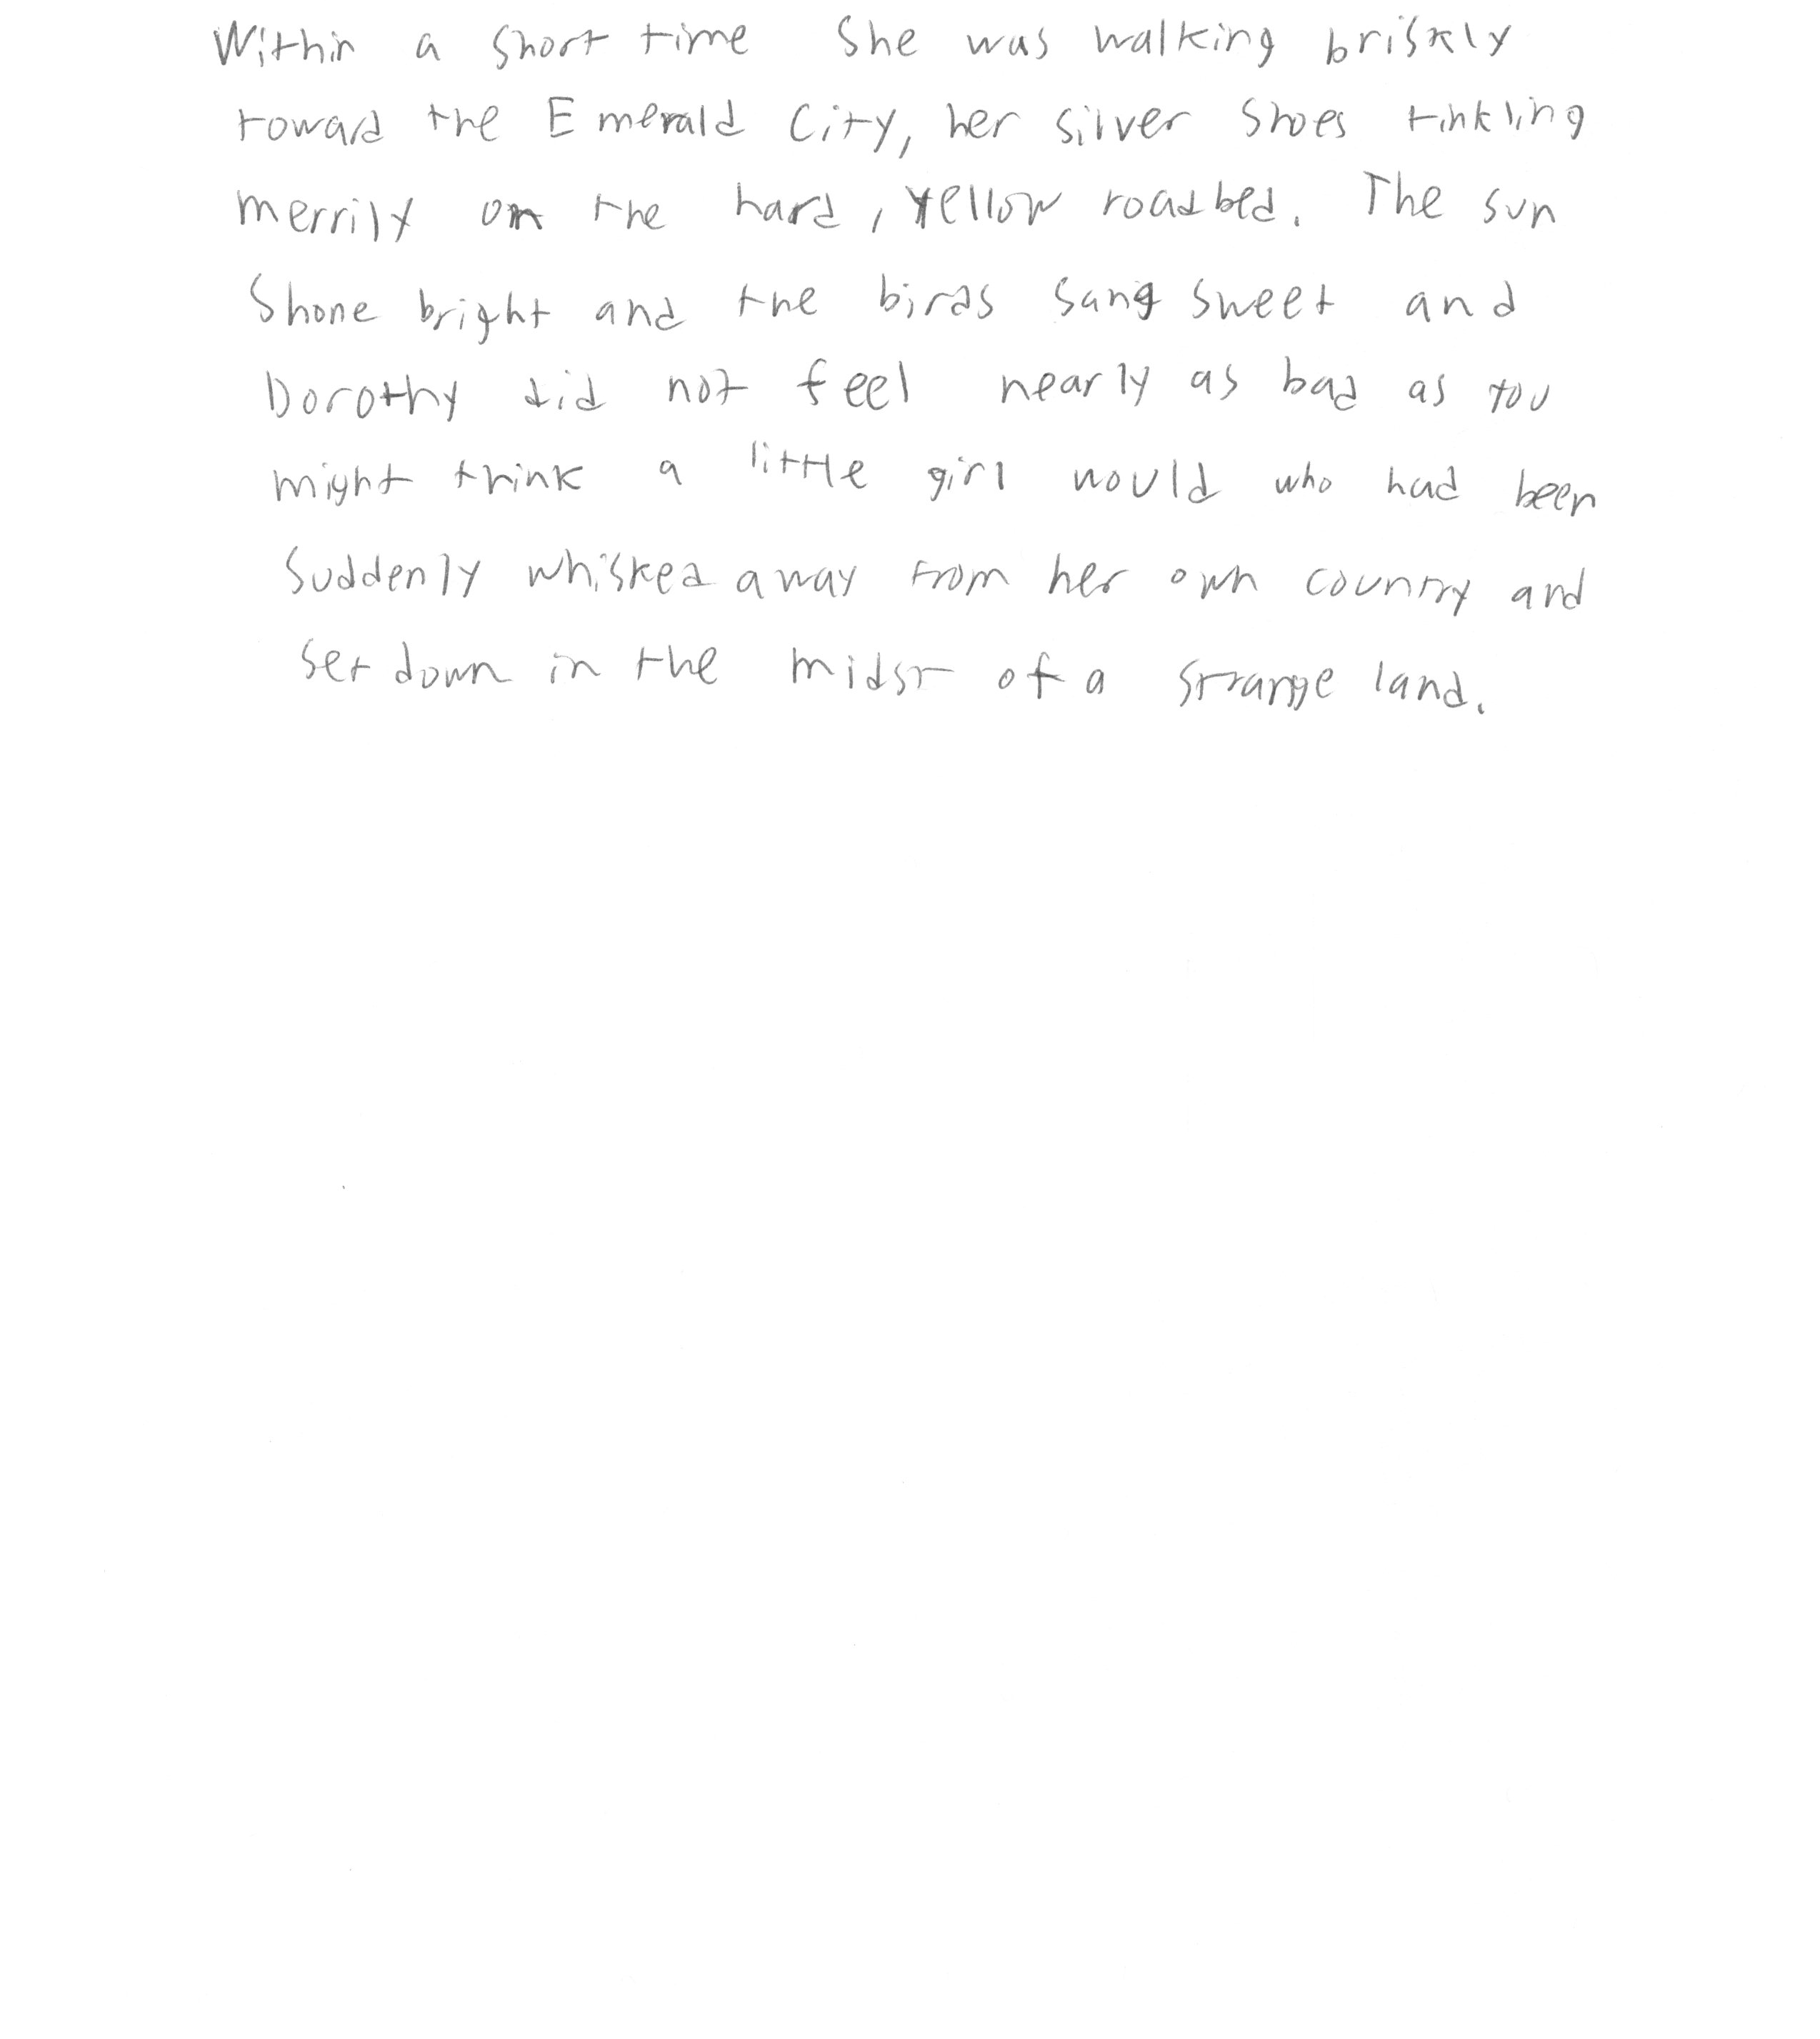 Within a short time she was walking briskly
toward the Emerald City, her silver shoes tinkling
merrily on the hard, yellow roadbed. The sun
shone bright and the birds sang sweet and
Dorothy did not feel nearly as bad as you
might think a little girl would who had been
suddenly whisked away from her own country and
set down in the midst of a strange land.